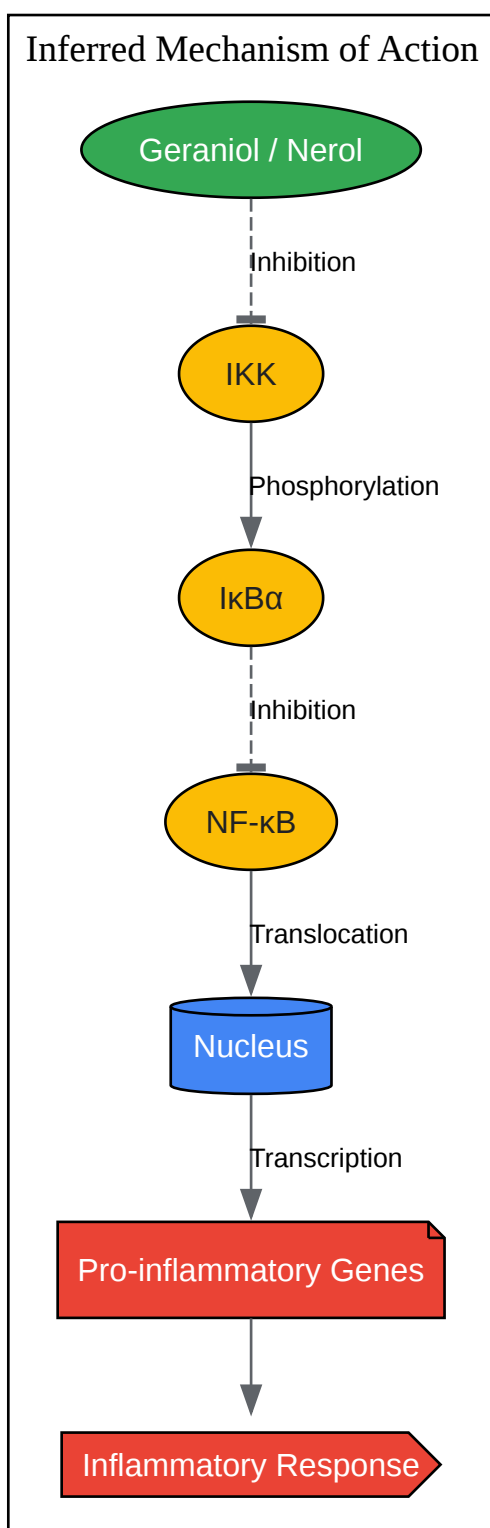 Inferred Mechanism of Action
Geraniol / Nerol
Inhibition
IKK
Phosphorylation
IκBα
Inhibition
NF-κB
Translocation
Nucleus
Transcription
Pro-inflammatory Genes
Inflammatory Response